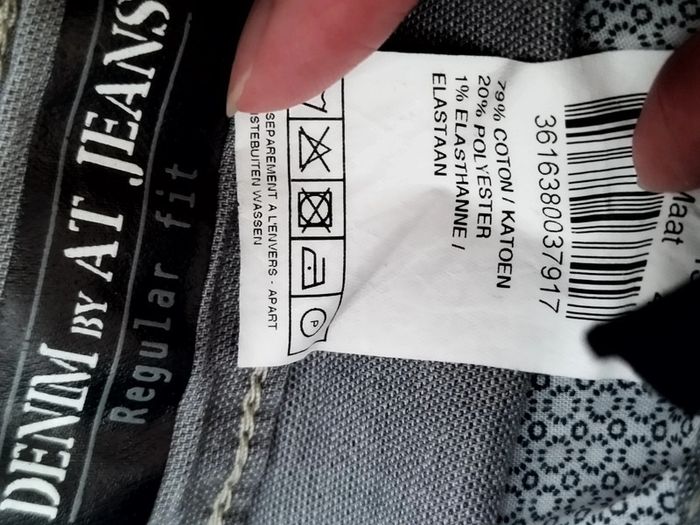 DENIM BY AT JEANS
Regular fit
SEPAREMENT A L'ENVERS - APART
STEBUITEN WASSEN
P
79% COTON / KATOEN
20% POLYESTER
1% ELASTHANNE /
ELASTAAN
3616380037917
Maat